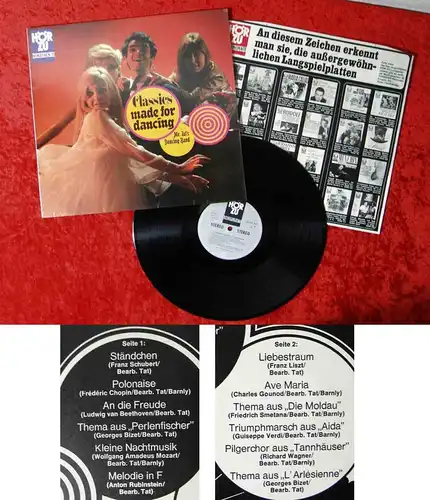 HÖR
ZU
Classics
made for
dancing
Mr. Tat's
Dancing Band
HÖR
ZU
An diesem Zeichen erkennt
man sie, die außergewöhn-
lichen Langspielplatten
HÖR
ZU
STEREO
STEREO
Seite 1:
Ständchen
(Franz Schubert/
Bearb. Tat)
Polonaise
(Frédéric Chopin/Bearb. Tat/Barnly)
An die Freude
(Ludwig van Beethoven/Bearb. Tat)
Thema aus „Perlenfischer"
(Georges Bizet/Bearb. Tat)
Kleine Nachtmusik
(Wolfgang Amadeus Mozart/
Bearb. Tat/Barnly)
Melodie in F
(Anton Rubinstein/
Bearb. Tat)
Seite 2:
Liebestraum
(Franz Liszt/
Bearb. Tat)
Ave Maria
(Charles Gounod/Bearb. Tat/Barnly)
Thema aus „Die Moldau"
(Friedrich Smetana/Bearb. Tat)
Triumphmarsch aus „Aida"
(Guiseppe Verdi/Bearb. Tat/Barnly)
Pilgerchor aus „Tannhäuser"
(Richard Wagner/
Bearb. Tat/Barnly)
Thema aus „L'Arlésienne"
(Georges Bizet/Bearb. Tat)